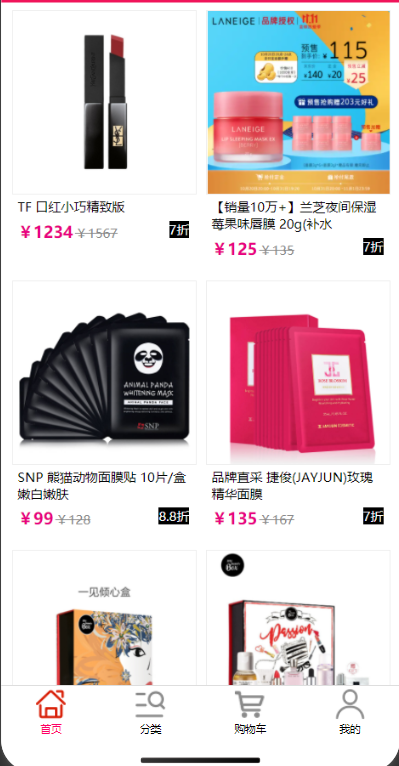 LANEIGE | 品牌授权 11.11
预售 115
140
20
25
预售抢购赠203元好礼
LANEIGE
TF 口红小巧精致版
￥1234 ￥1567 7折
【销量10万+】兰芝夜间保湿
莓果味唇膜 20g(补水
￥125 ￥135 7折
ANIMAL PANDA
WHITENING MASK
SNP
SNP 熊猫动物面膜贴 10片/盒
嫩白嫩肤
￥99 ￥128 8.8折
品牌直采 捷俊(JAYJUN)玫瑰
精华面膜
￥135 ￥167 7折
一见倾心盒
Box
Box
Passion
首页
分类
购物车
我的